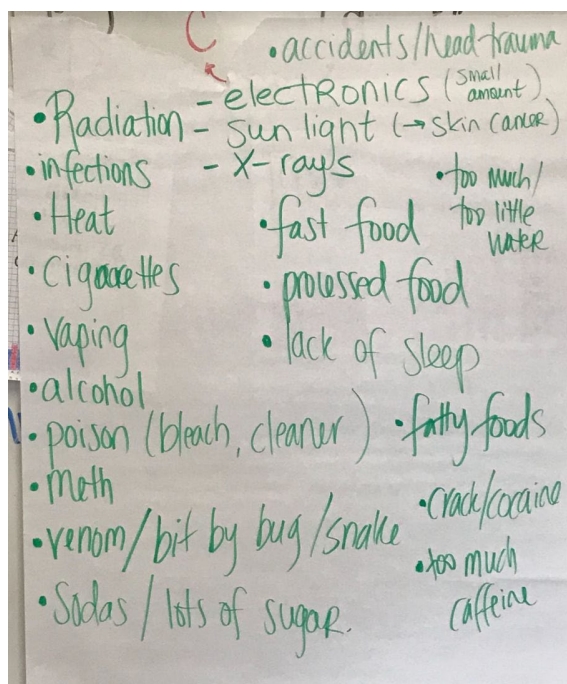 C
• accidents/head trauma
• Radiation - electronics (small amount)
- sunlight (→ skin cancer)
- X-rays
• infections
• Heat
• Cigarettes
• Vaping
• alcohol
• poison (bleach, cleaner)
• meth
• venom/bit by bug/snake
• Sodas / lots of sugar.
• fast food
• processed food
• lack of sleep
• too much/
too little
water
• fatty foods
• crack/cocaine
• too much
caffeine